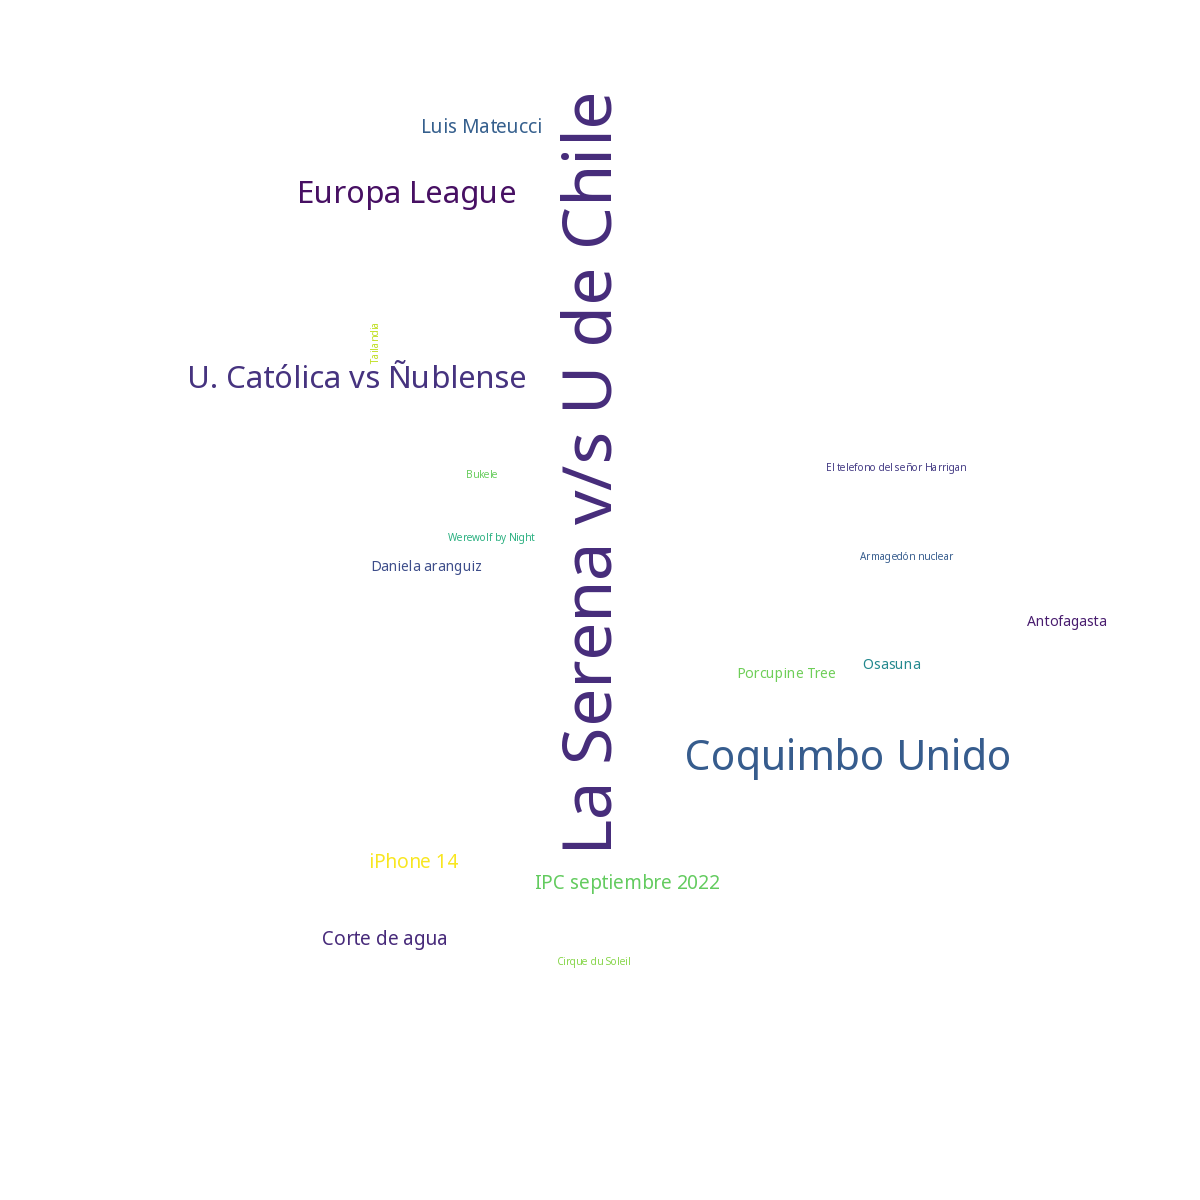 Luis Mateucci
Europa League
La Serena v/s U de Chile
Tailandia
U. Católica vs Ñublense
Bukele
El telefono del señor Harrigan
Werewolf by Night
Armagedón nuclear
Daniela aranguiz
Antofagasta
Osasuna
Porcupine Tree
Coquimbo Unido
iPhone 14
IPC septiembre 2022
Corte de agua
Cirque du Soleil